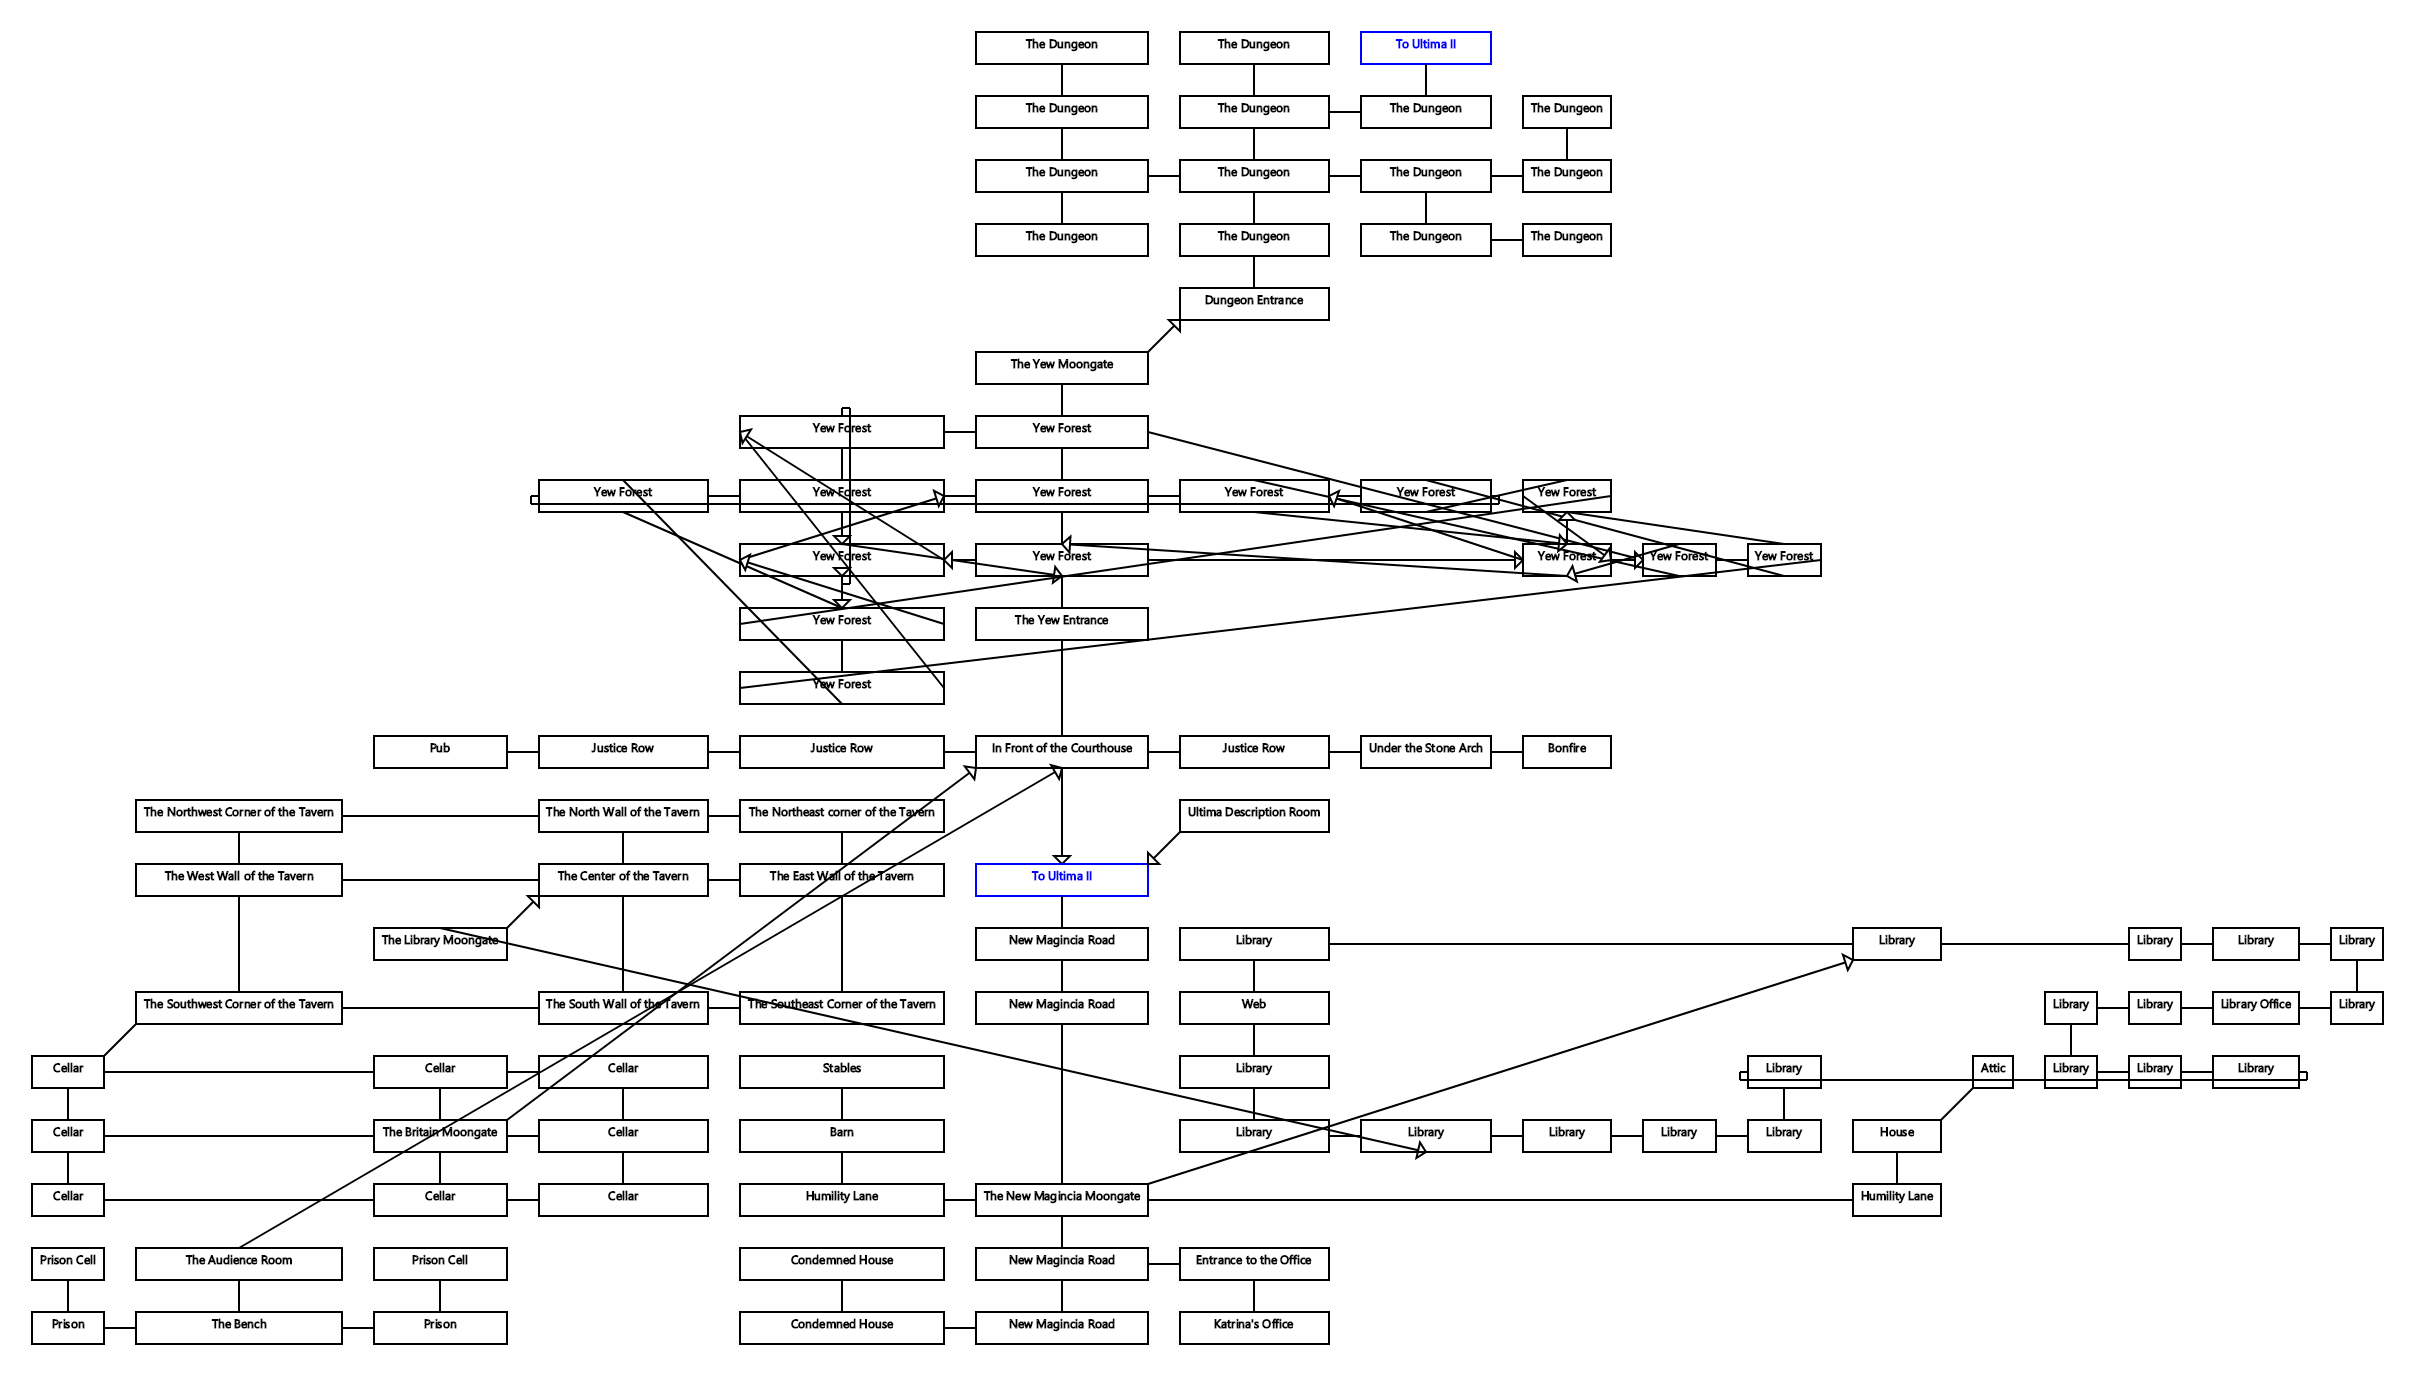 The Dungeon
The Dungeon
To Ultima II
The Dungeon
The Dungeon
The Dungeon
The Dungeon
The Dungeon
The Dungeon
The Dungeon
The Dungeon
The Dungeon
The Dungeon
The Dungeon
The Dungeon
Dungeon Entrance
The Yew Moongate
Yew Forest
Yew Forest
Yew Forest
Yew Forest
Yew Forest
Yew Forest
Yew Forest
Yew Forest
Yew Forest
Yew Forest
Yew Forest
Yew Forest
Yew Forest
Yew Forest
The Yew Entrance
Yew Forest
Pub
Justice Row
Justice Row
In Front of the Courthouse
Justice Row
Under the Stone Arch
Bonfire
The Northwest Corner of the Tavern
The North Wall of the Tavern
The Northeast corner of the Tavern
Ultima Description Room
The West Wall of the Tavern
The Center of the Tavern
The East Wall of the Tavern
To Ultima II
The Library Moongate
New Magincia Road
Library
Library
Library
Library
Library
The Southwest Corner of the Tavern
The South Wall of the Tavern
The Southeast Corner of the Tavern
New Magincia Road
Web
Library
Library
Library Office
Library
Cellar
Cellar
Cellar
Stables
Library
Library
Attic
Library
Library
Library
Cellar
The Britain Moongate
Cellar
Barn
Library
Library
Library
Library
Library
House
Cellar
Cellar
Cellar
Humility Lane
The New Magincia Moongate
Humility Lane
Prison Cell
The Audience Room
Prison Cell
Condemned House
New Magincia Road
Entrance to the Office
Prison
The Bench
Prison
Condemned House
New Magincia Road
Katrina's Office